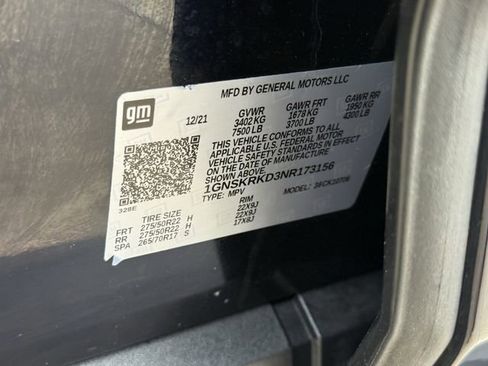 gm
MFD BY GENERAL MOTORS LLC
12/21 GVWR GAWR FRT GAWR RR
3402 KG 1678 KG 1950 KG
7500 LB 3700 LB 4300 LB
THIS VEHICLE CONFORMS TO ALL
APPLICABLE U.S. FEDERAL MOTOR
VEHICLE SAFETY STANDARDS IN EFFECT
ON THE DATE OF MANUFACTURE SHOWN ABOVE.
1GNSKRKD3NR173156
TYPE: MPV MODEL: 36CK10706
328E
TIRE SIZE RIM
FRT 275/50R22 H 22X9J
RR 275/50R22 H 22X9J
SPA 265/70R17 S 17X8J